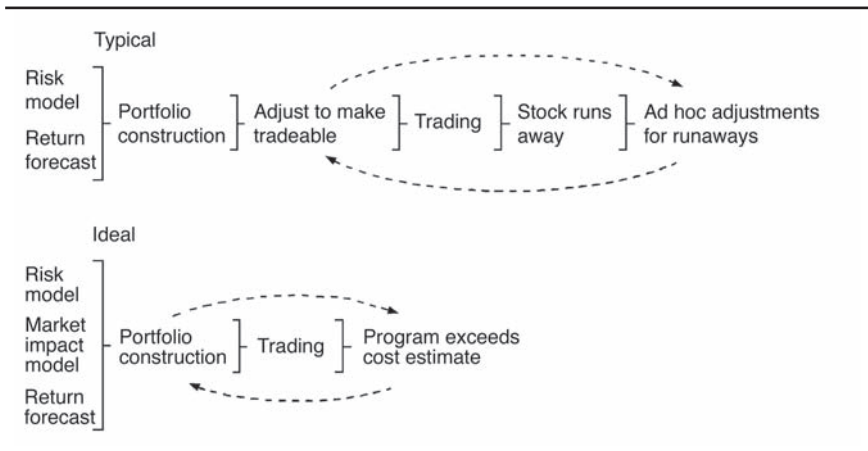 Typical
Risk
model
Return
forecast
Portfolio
construction
Adjust to make
tradeable
Trading
Stock runs
away
Ad hoc adjustments
for runaways
Ideal
Risk
model
Market
impact
model
Return
forecast
Portfolio
construction
Trading
Program exceeds
cost estimate